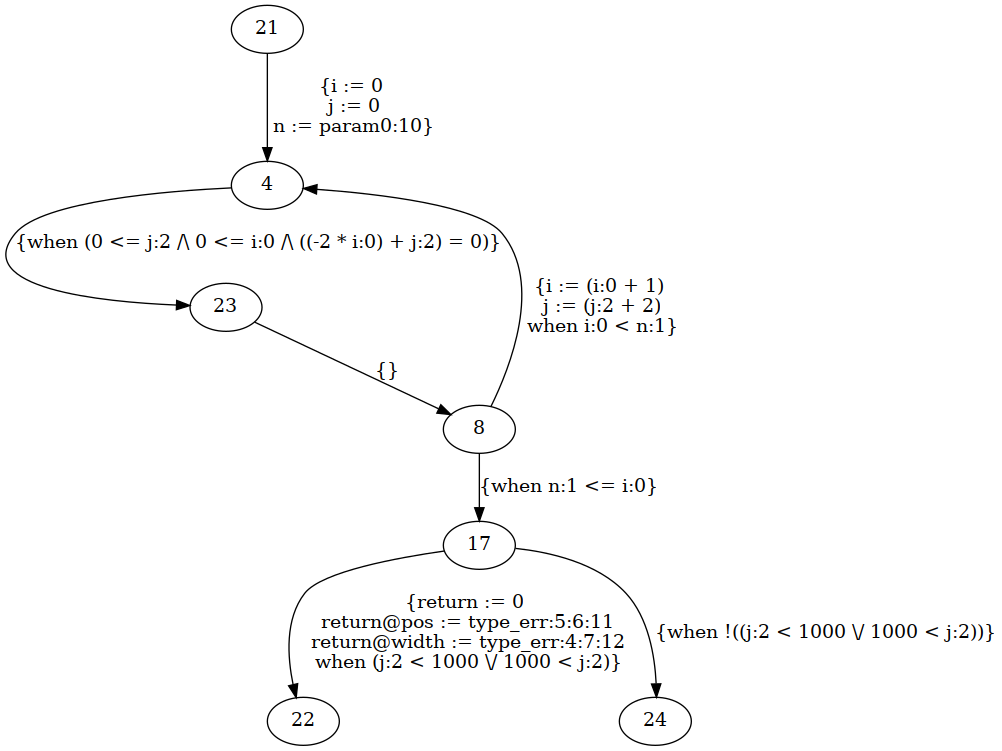 21
{i := 0
j := 0
n := param0:10}
4
{when (0 <= j:2 /\ 0 <= i:0 /\ ((-2 * i:0) + j:2) = 0)}
23
{i := (i:0 + 1)
j := (j:2 + 2)
when i:0 < n:1}
{}
8
{when n:1 <= i:0}
17
{return := 0
return@pos := type_err:5:6:11
return@width := type_err:4:7:12
when (j:2 < 1000 \/ 1000 < j:2)}
{when !((j:2 < 1000 \/ 1000 < j:2))}
22
24